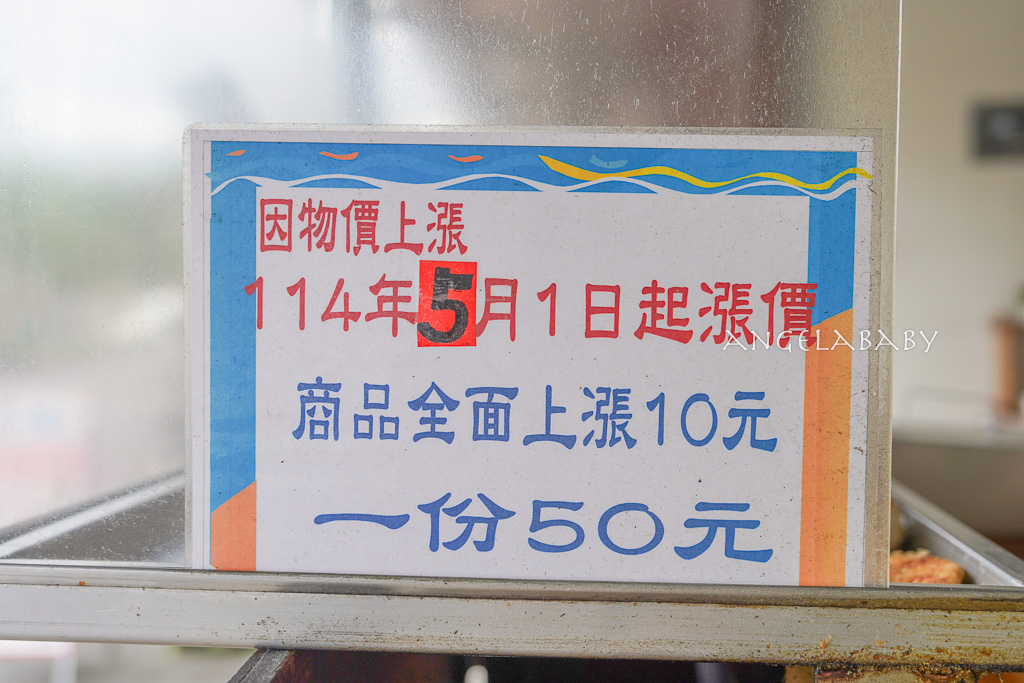 因物價上漲
114年5月1日起漲價
ANGELABABY
商品全面上漲10元
一份50元